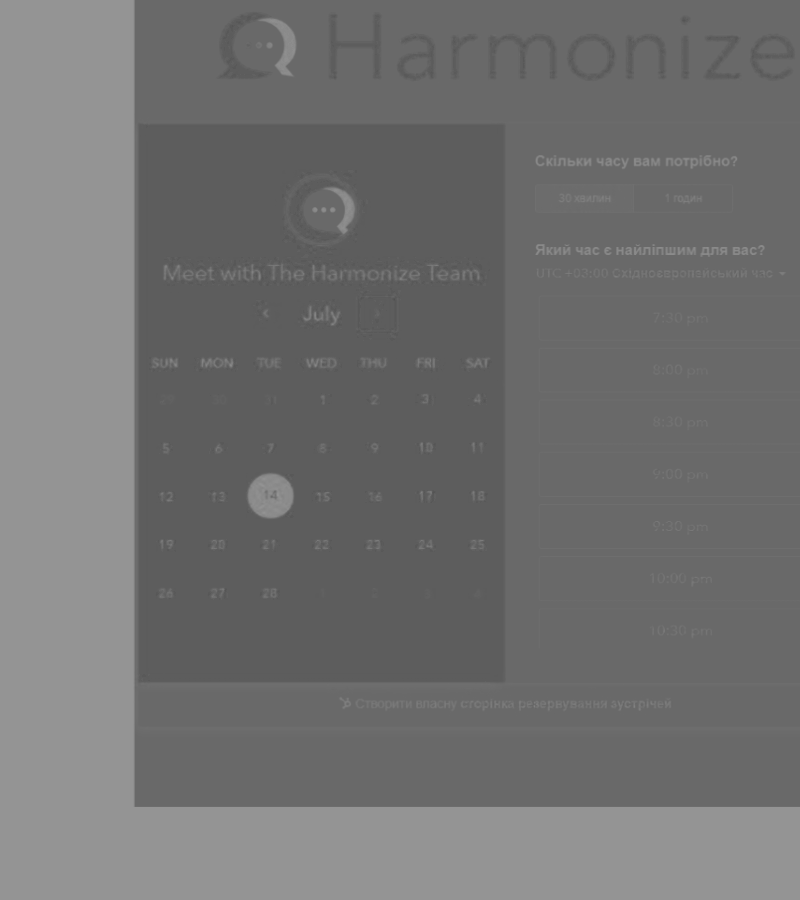 Harmonize
Meet with The Harmonize Team
July
SUN MON TUE WED THU FRI SAT
29 30 31 1 2 3 4
5 6 7 8 9 10 11
12 13 14 15 16 17 18
19 20 21 22 23 24 25
26 27 28 1 2 3 4
Скільки часу вам потрібно?
30 хвилин 1 годин
Який час є найліпшим для вас?
UTC +03:00 Східноєвропейський час
7:30 pm
8:00 pm
8:30 pm
9:00 pm
9:30 pm
10:00 pm
10:30 pm
Створити власну сторінка резервування зустрічей